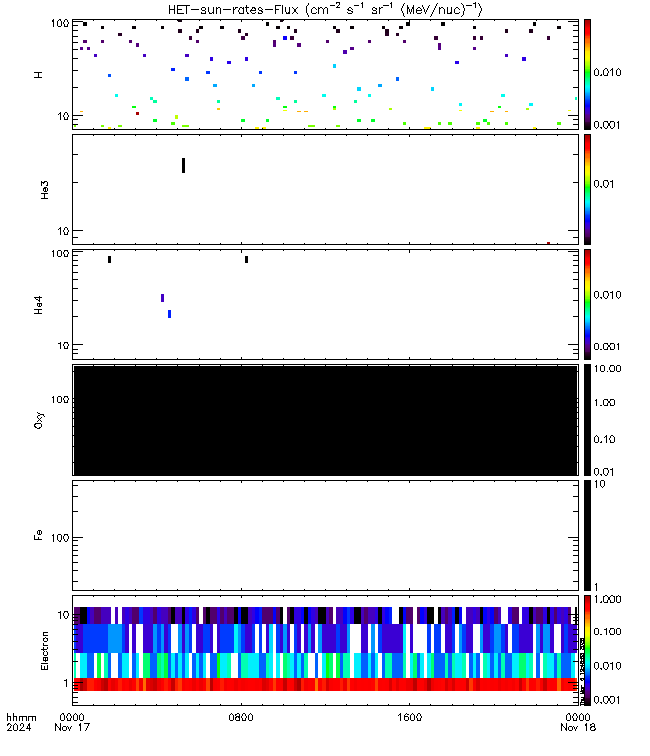 HET-sun-rates-Flux (cm⁻² s⁻¹ sr⁻¹ (MeV/nuc)⁻¹)
100
10
H
0.010
0.001
10
He3
0.01
100
10
He4
0.010
0.001
100
Oxy
10.00
1.00
0.10
0.01
100
Fe
10
1
10
1
Electron
1.000
0.100
0.010
0.001
hhmm
2024
0000
Nov 17
0800
1600
0000
Nov 18